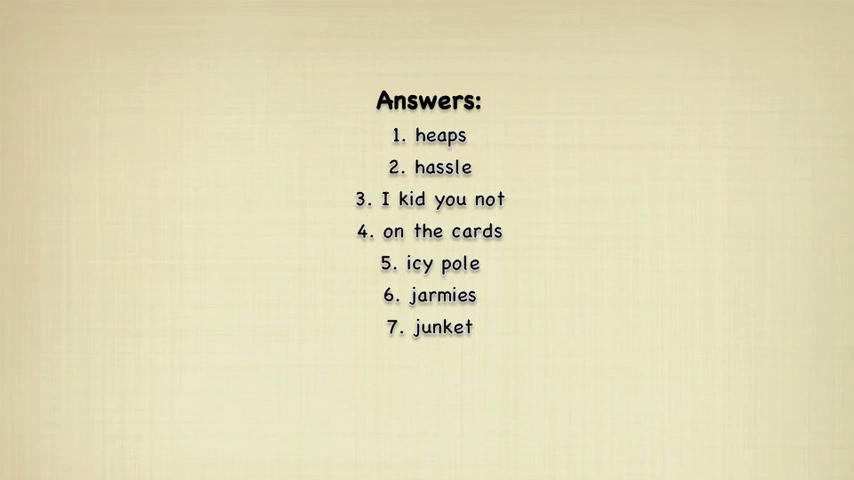 Answers:
1. heaps
2. hassle
3. I kid you not
4. on the cards
5. icy pole
6. jarmies
7. junket